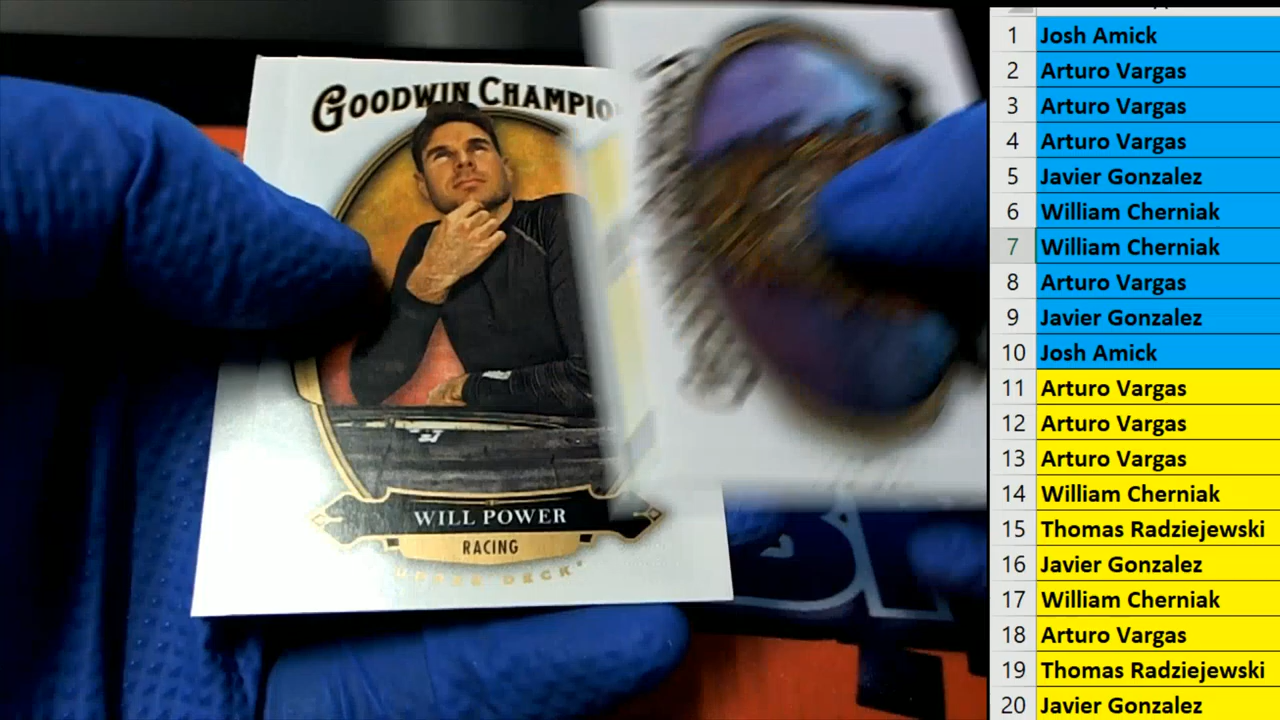 GOODWIN CHAMPIO
WILL POWER
RACING
UPPER DECK
1 Josh Amick
2 Arturo Vargas
3 Arturo Vargas
4 Arturo Vargas
5 Javier Gonzalez
6 William Cherniak
7 William Cherniak
8 Arturo Vargas
9 Javier Gonzalez
10 Josh Amick
11 Arturo Vargas
12 Arturo Vargas
13 Arturo Vargas
14 William Cherniak
15 Thomas Radziejewski
16 Javier Gonzalez
17 William Cherniak
18 Arturo Vargas
19 Thomas Radziejewski
20 Javier Gonzalez